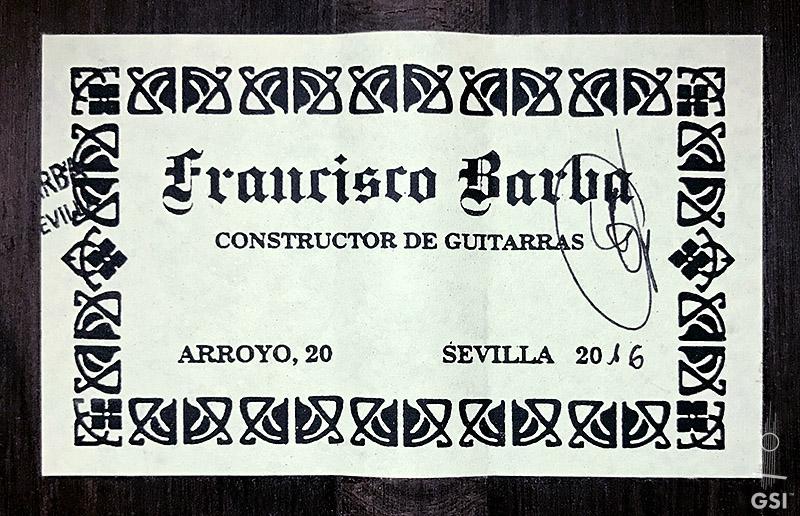 Francisco Barba
CONSTRUCTOR DE GUITARRAS
ARROYO, 20
SEVILLA 2016
GSI